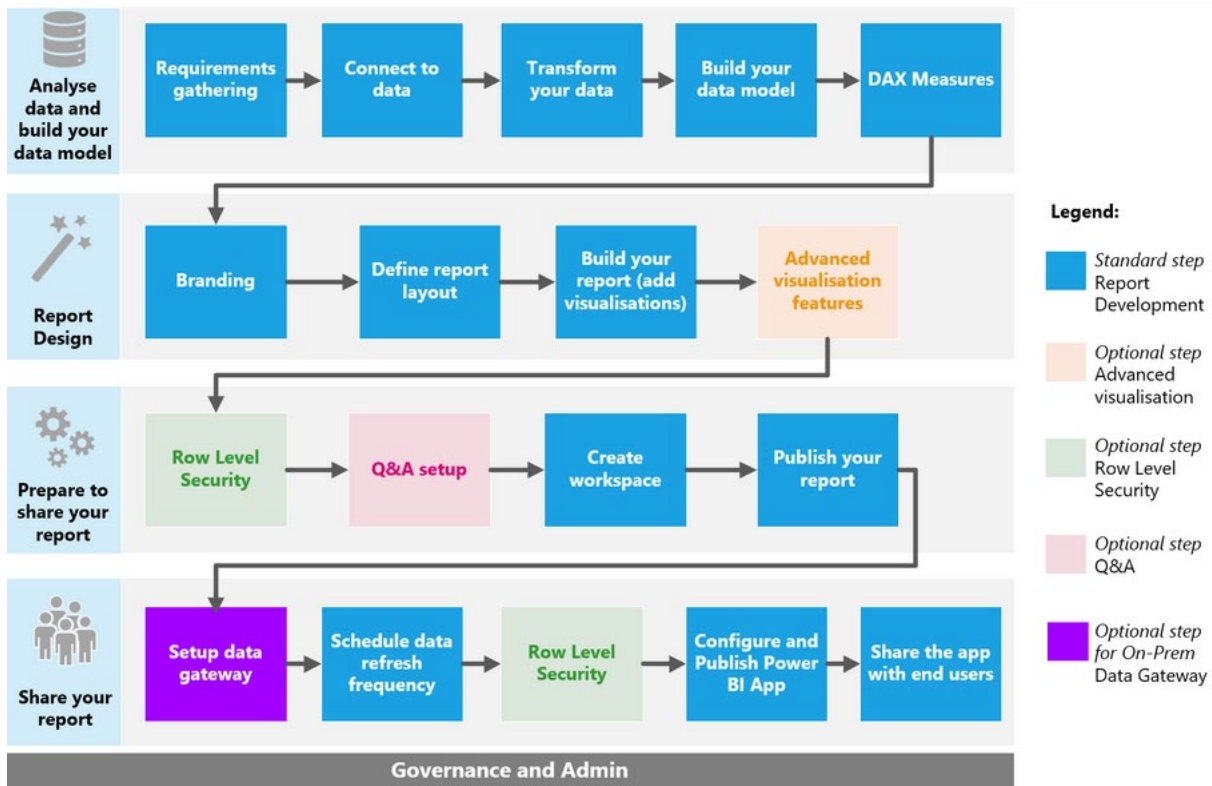 Analyse
data and
build your
data model
Requirements
gathering
Connect to
data
Transform
your data
Build your
data model
DAX Measures
Report
Design
Branding
Define report
layout
Build your
report (add
visualisations)
Advanced
visualisation
features
Prepare to
share your
report
Row Level
Security
Q&A setup
Create
workspace
Publish your
report
Share your
report
Setup data
gateway
Schedule data
refresh
frequency
Row Level
Security
Configure and
Publish Power
BI App
Share the app
with end users
Governance and Admin
Legend:
Standard step
Report
Development
Optional step
Advanced
visualisation
Optional step
Row Level
Security
Optional step
Q&A
Optional step
for On-Prem
Data Gateway